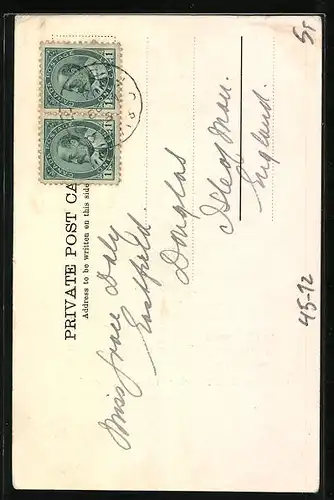 PRIVATE POST CA
Address to be written on this side
Miss Grace Daly
Eastfield
Douglas
Isle of Man.
England.
45-12